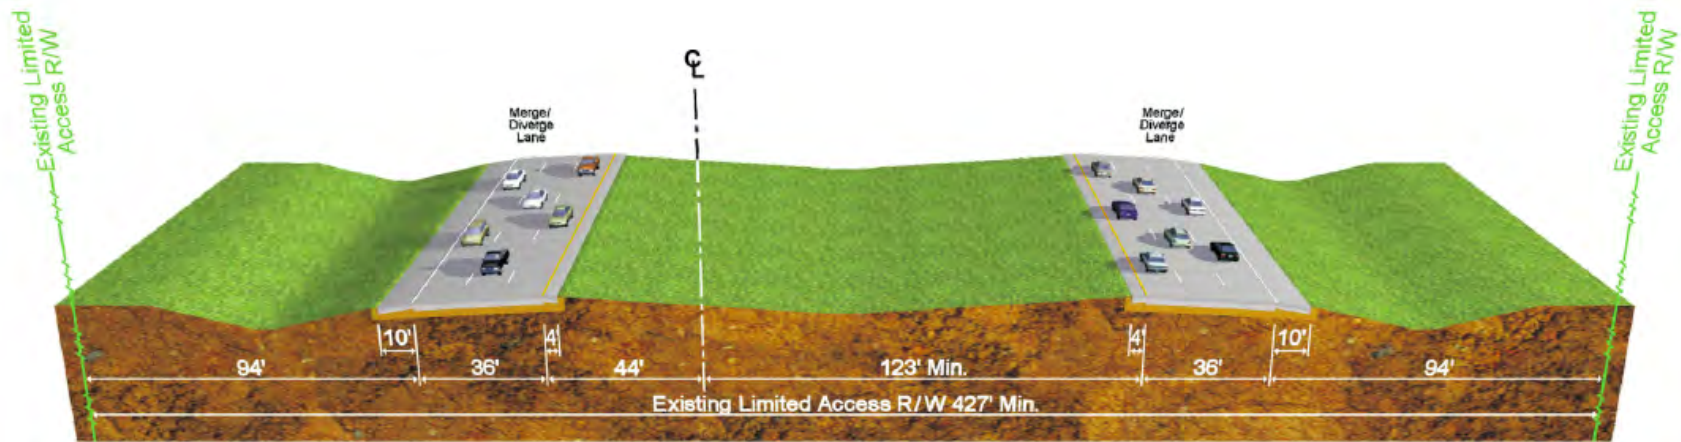 Existing Limited
Access R/W
℄
Merge/
Diverge
Lane
Merge/
Diverge
Lane
Existing Limited
Access R/W
10'
4'
4'
10'
94'
36'
44'
123' Min.
36'
94'
Existing Limited Access R/W 427' Min.